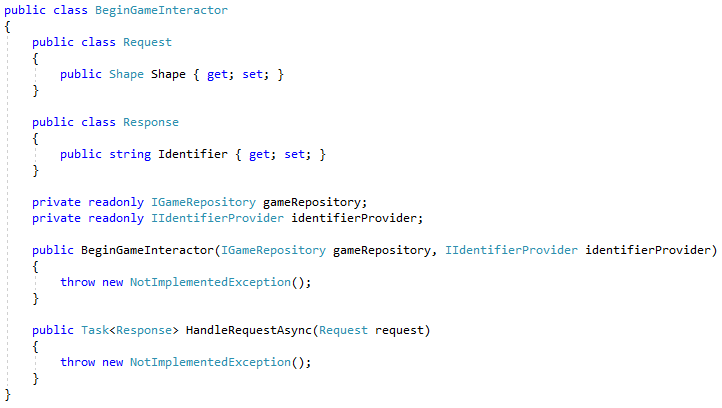 public class BeginGameInteractor
{
    public class Request
    {
        public Shape Shape { get; set; }
    }

    public class Response
    {
        public string Identifier { get; set; }
    }

    private readonly IGameRepository gameRepository;
    private readonly IIdentifierProvider identifierProvider;

    public BeginGameInteractor(IGameRepository gameRepository, IIdentifierProvider identifierProvider)
    {
        throw new NotImplementedException();
    }

    public Task<Response> HandleRequestAsync(Request request)
    {
        throw new NotImplementedException();
    }
}